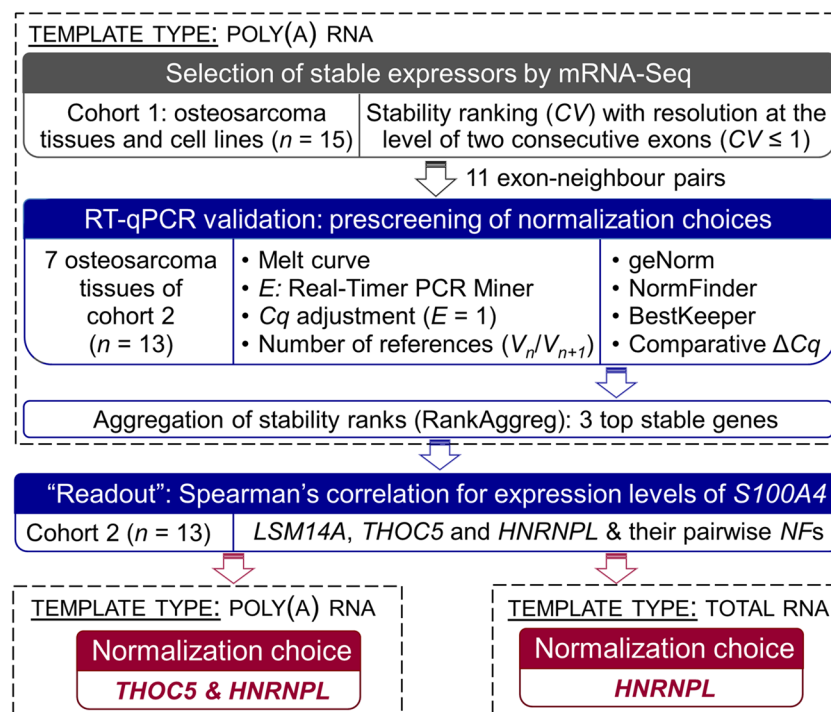 TEMPLATE TYPE: POLY(A) RNA
Selection of stable expressors by mRNA-Seq
Cohort 1: osteosarcoma
tissues and cell lines (n = 15)
Stability ranking (CV) with resolution at the
level of two consecutive exons (CV ≤ 1)
11 exon-neighbour pairs
RT-qPCR validation: prescreening of normalization choices
7 osteosarcoma
tissues of
cohort 2
(n = 13)
• Melt curve
• E: Real-Timer PCR Miner
• Cq adjustment (E = 1)
• Number of references (Vn/Vn+1)
• geNorm
• NormFinder
• BestKeeper
• Comparative ΔCq
Aggregation of stability ranks (RankAggreg): 3 top stable genes
“Readout”: Spearman’s correlation for expression levels of S100A4
Cohort 2 (n = 13)
LSM14A, THOC5 and HNRNPL & their pairwise NFs
TEMPLATE TYPE: POLY(A) RNA
Normalization choice
THOC5 & HNRNPL
TEMPLATE TYPE: TOTAL RNA
Normalization choice
HNRNPL